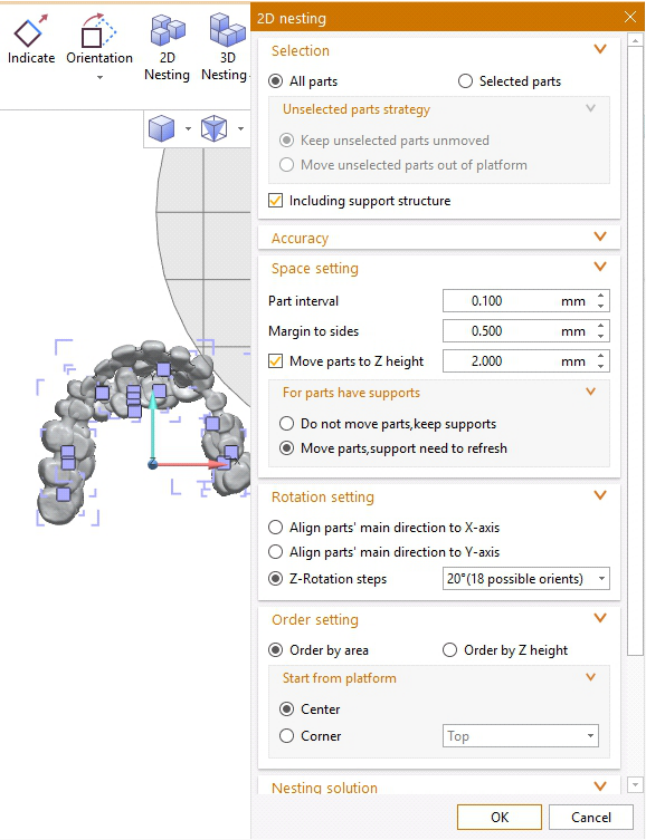 2D nesting
Indicate
Orientation
2D Nesting
3D Nesting
Selection
All parts
Selected parts
Unselected parts strategy
Keep unselected parts unmoved
Move unselected parts out of platform
Including support structure
Accuracy
Space setting
Part interval 0.100 mm
Margin to sides 0.500 mm
Move parts to Z height 2.000 mm
For parts have supports
Do not move parts,keep supports
Move parts,support need to refresh
Rotation setting
Align parts' main direction to X-axis
Align parts' main direction to Y-axis
Z-Rotation steps 20°(18 possible orients)
Order setting
Order by area
Order by Z height
Start from platform
Center
Corner Top
Nesting solution
OK Cancel